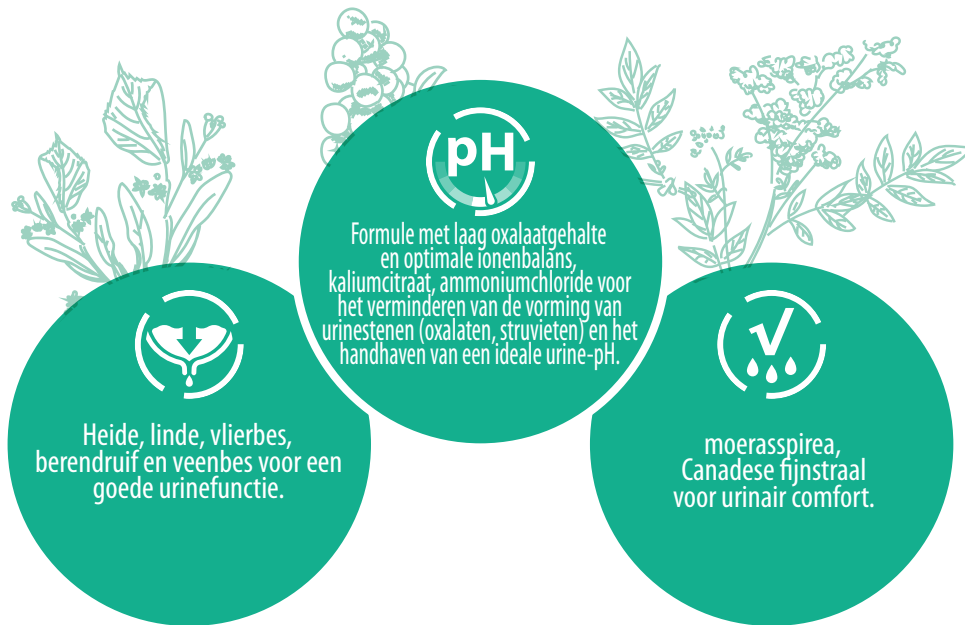 pH
Formule met laag oxalaatgehalte
en optimale ionenbalans,
kaliumcitraat, ammoniumchloride voor
het verminderen van de vorming van
urinestenen (oxalaten, struvieten) en het
handhaven van een ideale urine-pH.
Heide, linde, vlierbes,
berendruif en veenbes voor een
goede urinefunctie.
moerasspirea,
Canadese fijnstraal
voor urinair comfort.